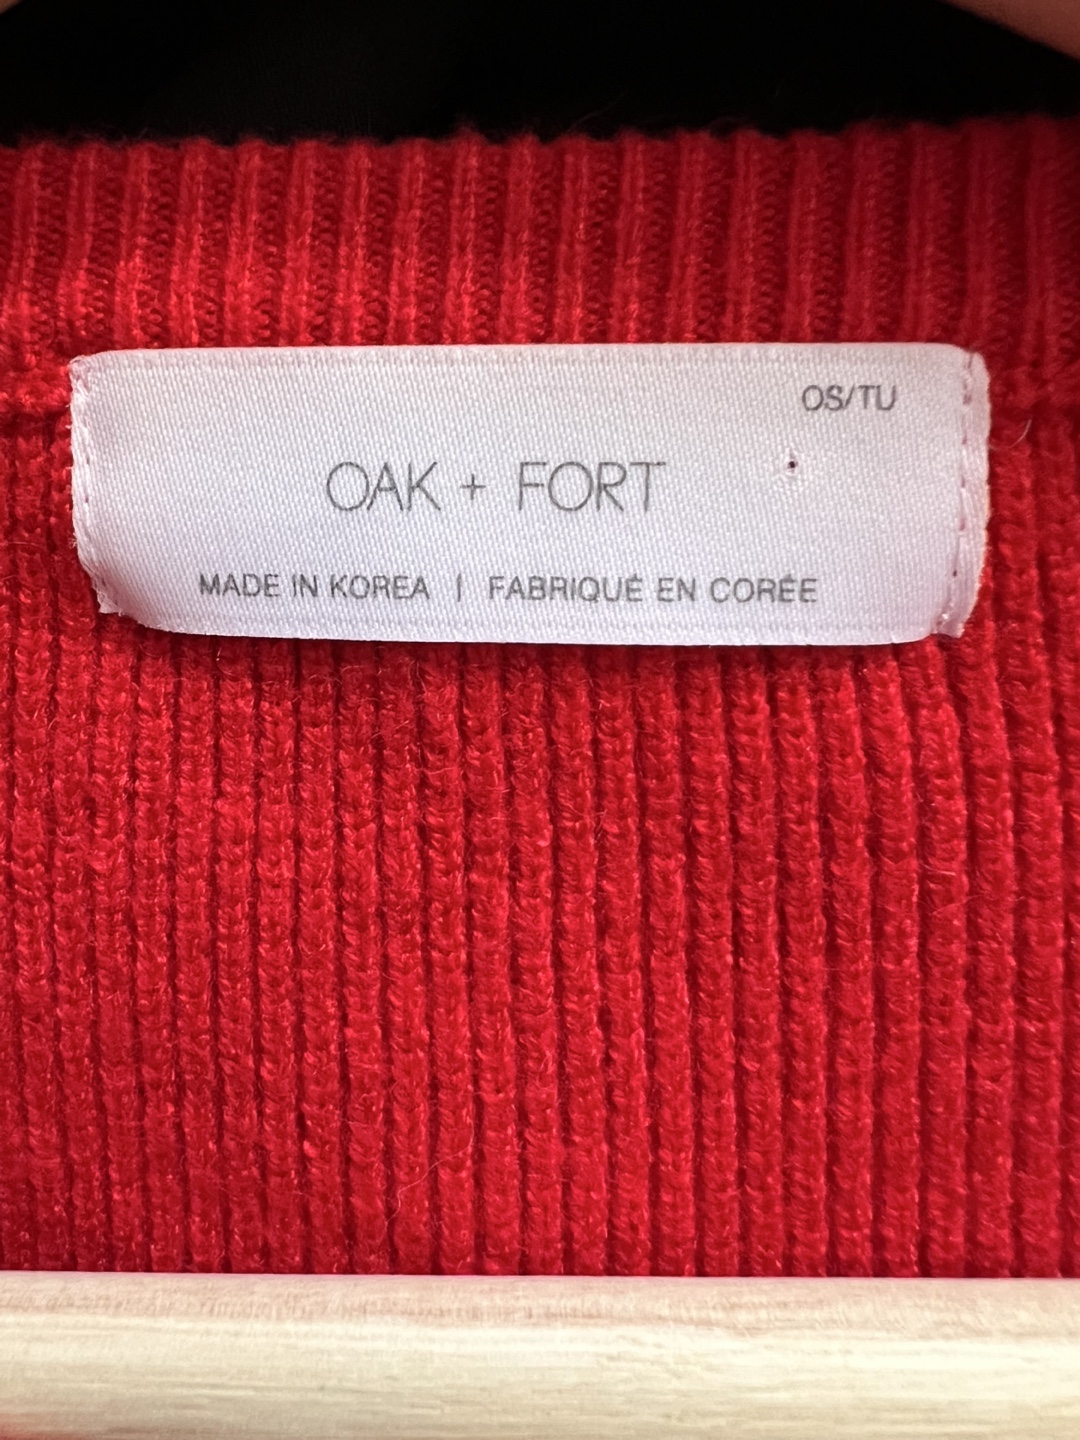 OS/TU
OAK + FORT
MADE IN KOREA | FABRIQUÉ EN CORÉE